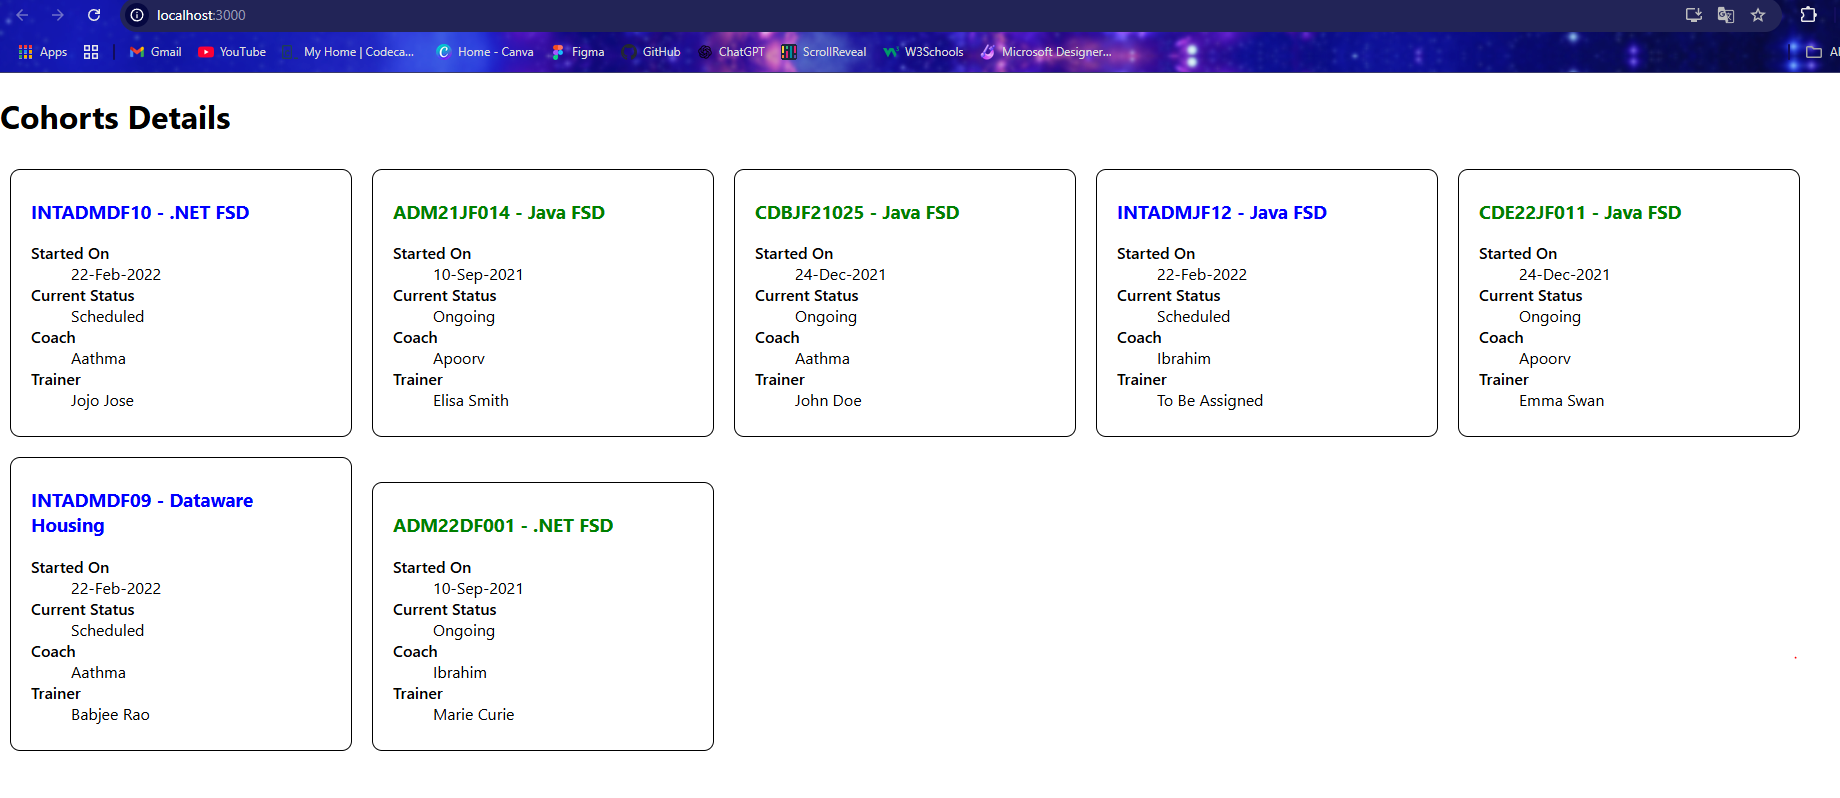 localhost:3000
Apps Gmail YouTube My Home | Codeca... Home - Canva Figma GitHub ChatGPT ScrollReveal W3Schools Microsoft Designer...
Cohorts Details
INTADMDF10 - .NET FSD
Started On
22-Feb-2022
Current Status
Scheduled
Coach
Aathma
Trainer
Jojo Jose
ADM21JF014 - Java FSD
Started On
10-Sep-2021
Current Status
Ongoing
Coach
Apoorv
Trainer
Elisa Smith
CDBJF21025 - Java FSD
Started On
24-Dec-2021
Current Status
Ongoing
Coach
Aathma
Trainer
John Doe
INTADMJF12 - Java FSD
Started On
22-Feb-2022
Current Status
Scheduled
Coach
Ibrahim
Trainer
To Be Assigned
CDE22JF011 - Java FSD
Started On
24-Dec-2021
Current Status
Ongoing
Coach
Apoorv
Trainer
Emma Swan
INTADMDF09 - Dataware
Housing
Started On
22-Feb-2022
Current Status
Scheduled
Coach
Aathma
Trainer
Babjee Rao
ADM22DF001 - .NET FSD
Started On
10-Sep-2021
Current Status
Ongoing
Coach
Ibrahim
Trainer
Marie Curie